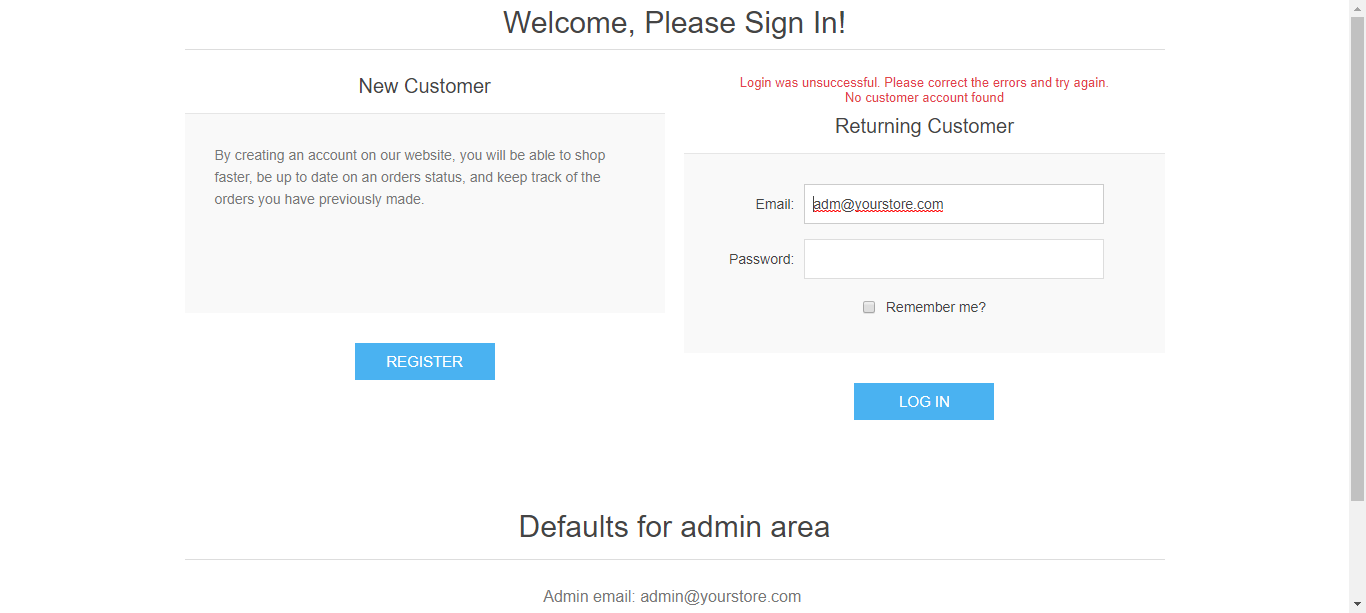 Welcome, Please Sign In!
New Customer
By creating an account on our website, you will be able to shop
faster, be up to date on an orders status, and keep track of the
orders you have previously made.
REGISTER
Login was unsuccessful. Please correct the errors and try again.
No customer account found
Returning Customer
Email: adm@yourstore.com
Password:
Remember me?
LOG IN
Defaults for admin area
Admin email: admin@yourstore.com